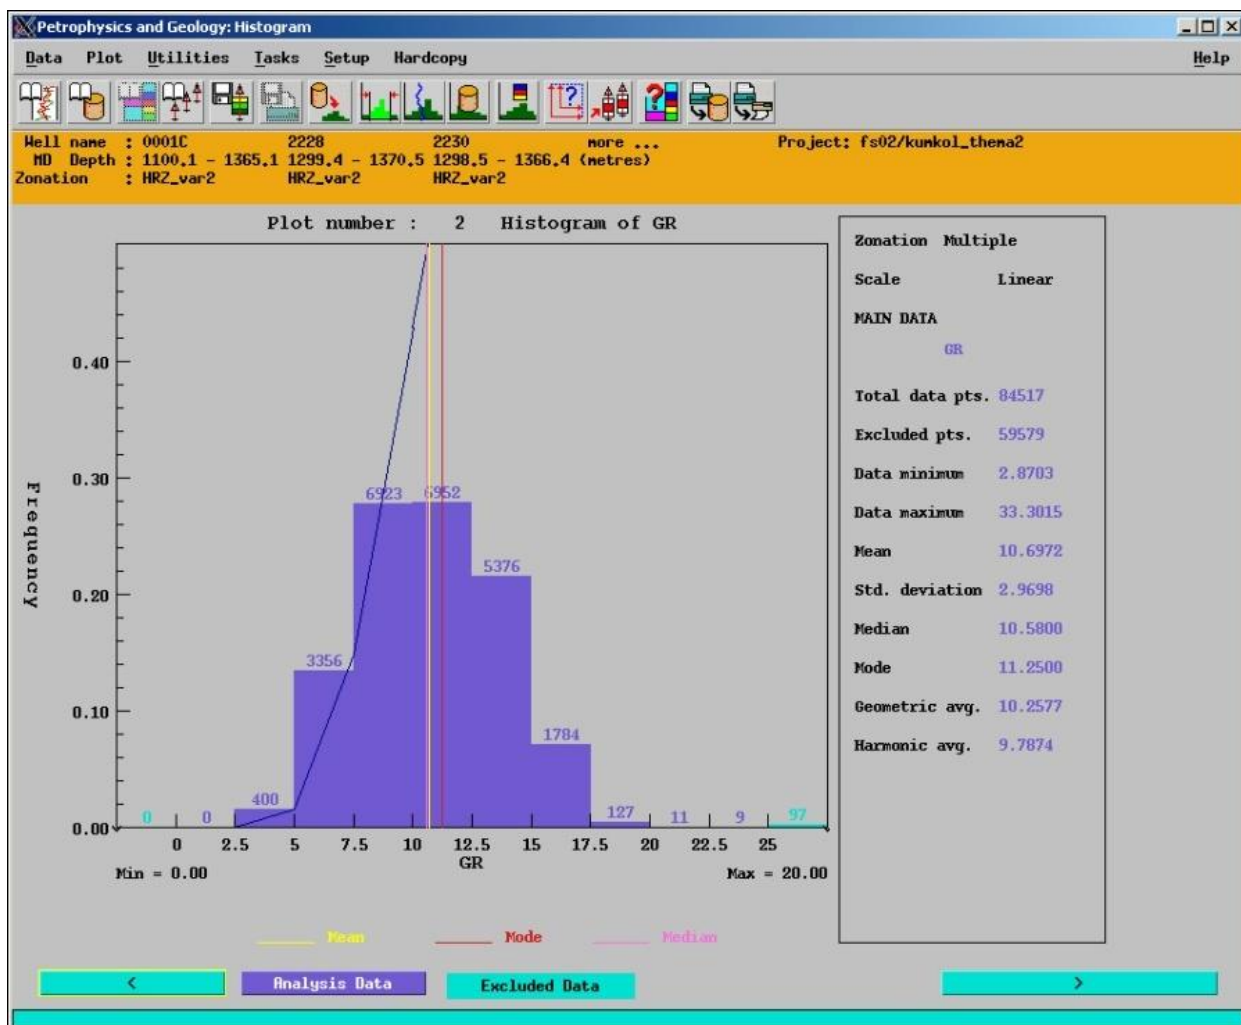 Petrophysics and Geology: Histogram
Data Plot Utilities Tasks Setup Hardcopy Help
Well name : 0001C 2228 2230 more ... Project: fs02/kumkol_thema2
MD Depth : 1100.1 - 1365.1 1299.4 - 1370.5 1298.5 - 1366.4 (metres)
Zonation : HRZ_var2 HRZ_var2 HRZ_var2
Plot number : 2 Histogram of GR
Frequency
0.40
0.30
0.20
0.10
0.00
0 0 400 3356 6923 6952 5376 1784 127 11 9 97
0 2.5 5 7.5 10 12.5 15 17.5 20 22.5 25
GR
Min = 0.00 Max = 20.00
Mean Mode Median
Zonation Multiple
Scale Linear
MAIN DATA
GR
Total data pts. 84517
Excluded pts. 59579
Data minimum 2.8703
Data maximum 33.3015
Mean 10.6972
Std. deviation 2.9698
Median 10.5800
Mode 11.2500
Geometric avg. 10.2577
Harmonic avg. 9.7874
< Analysis Data Excluded Data >